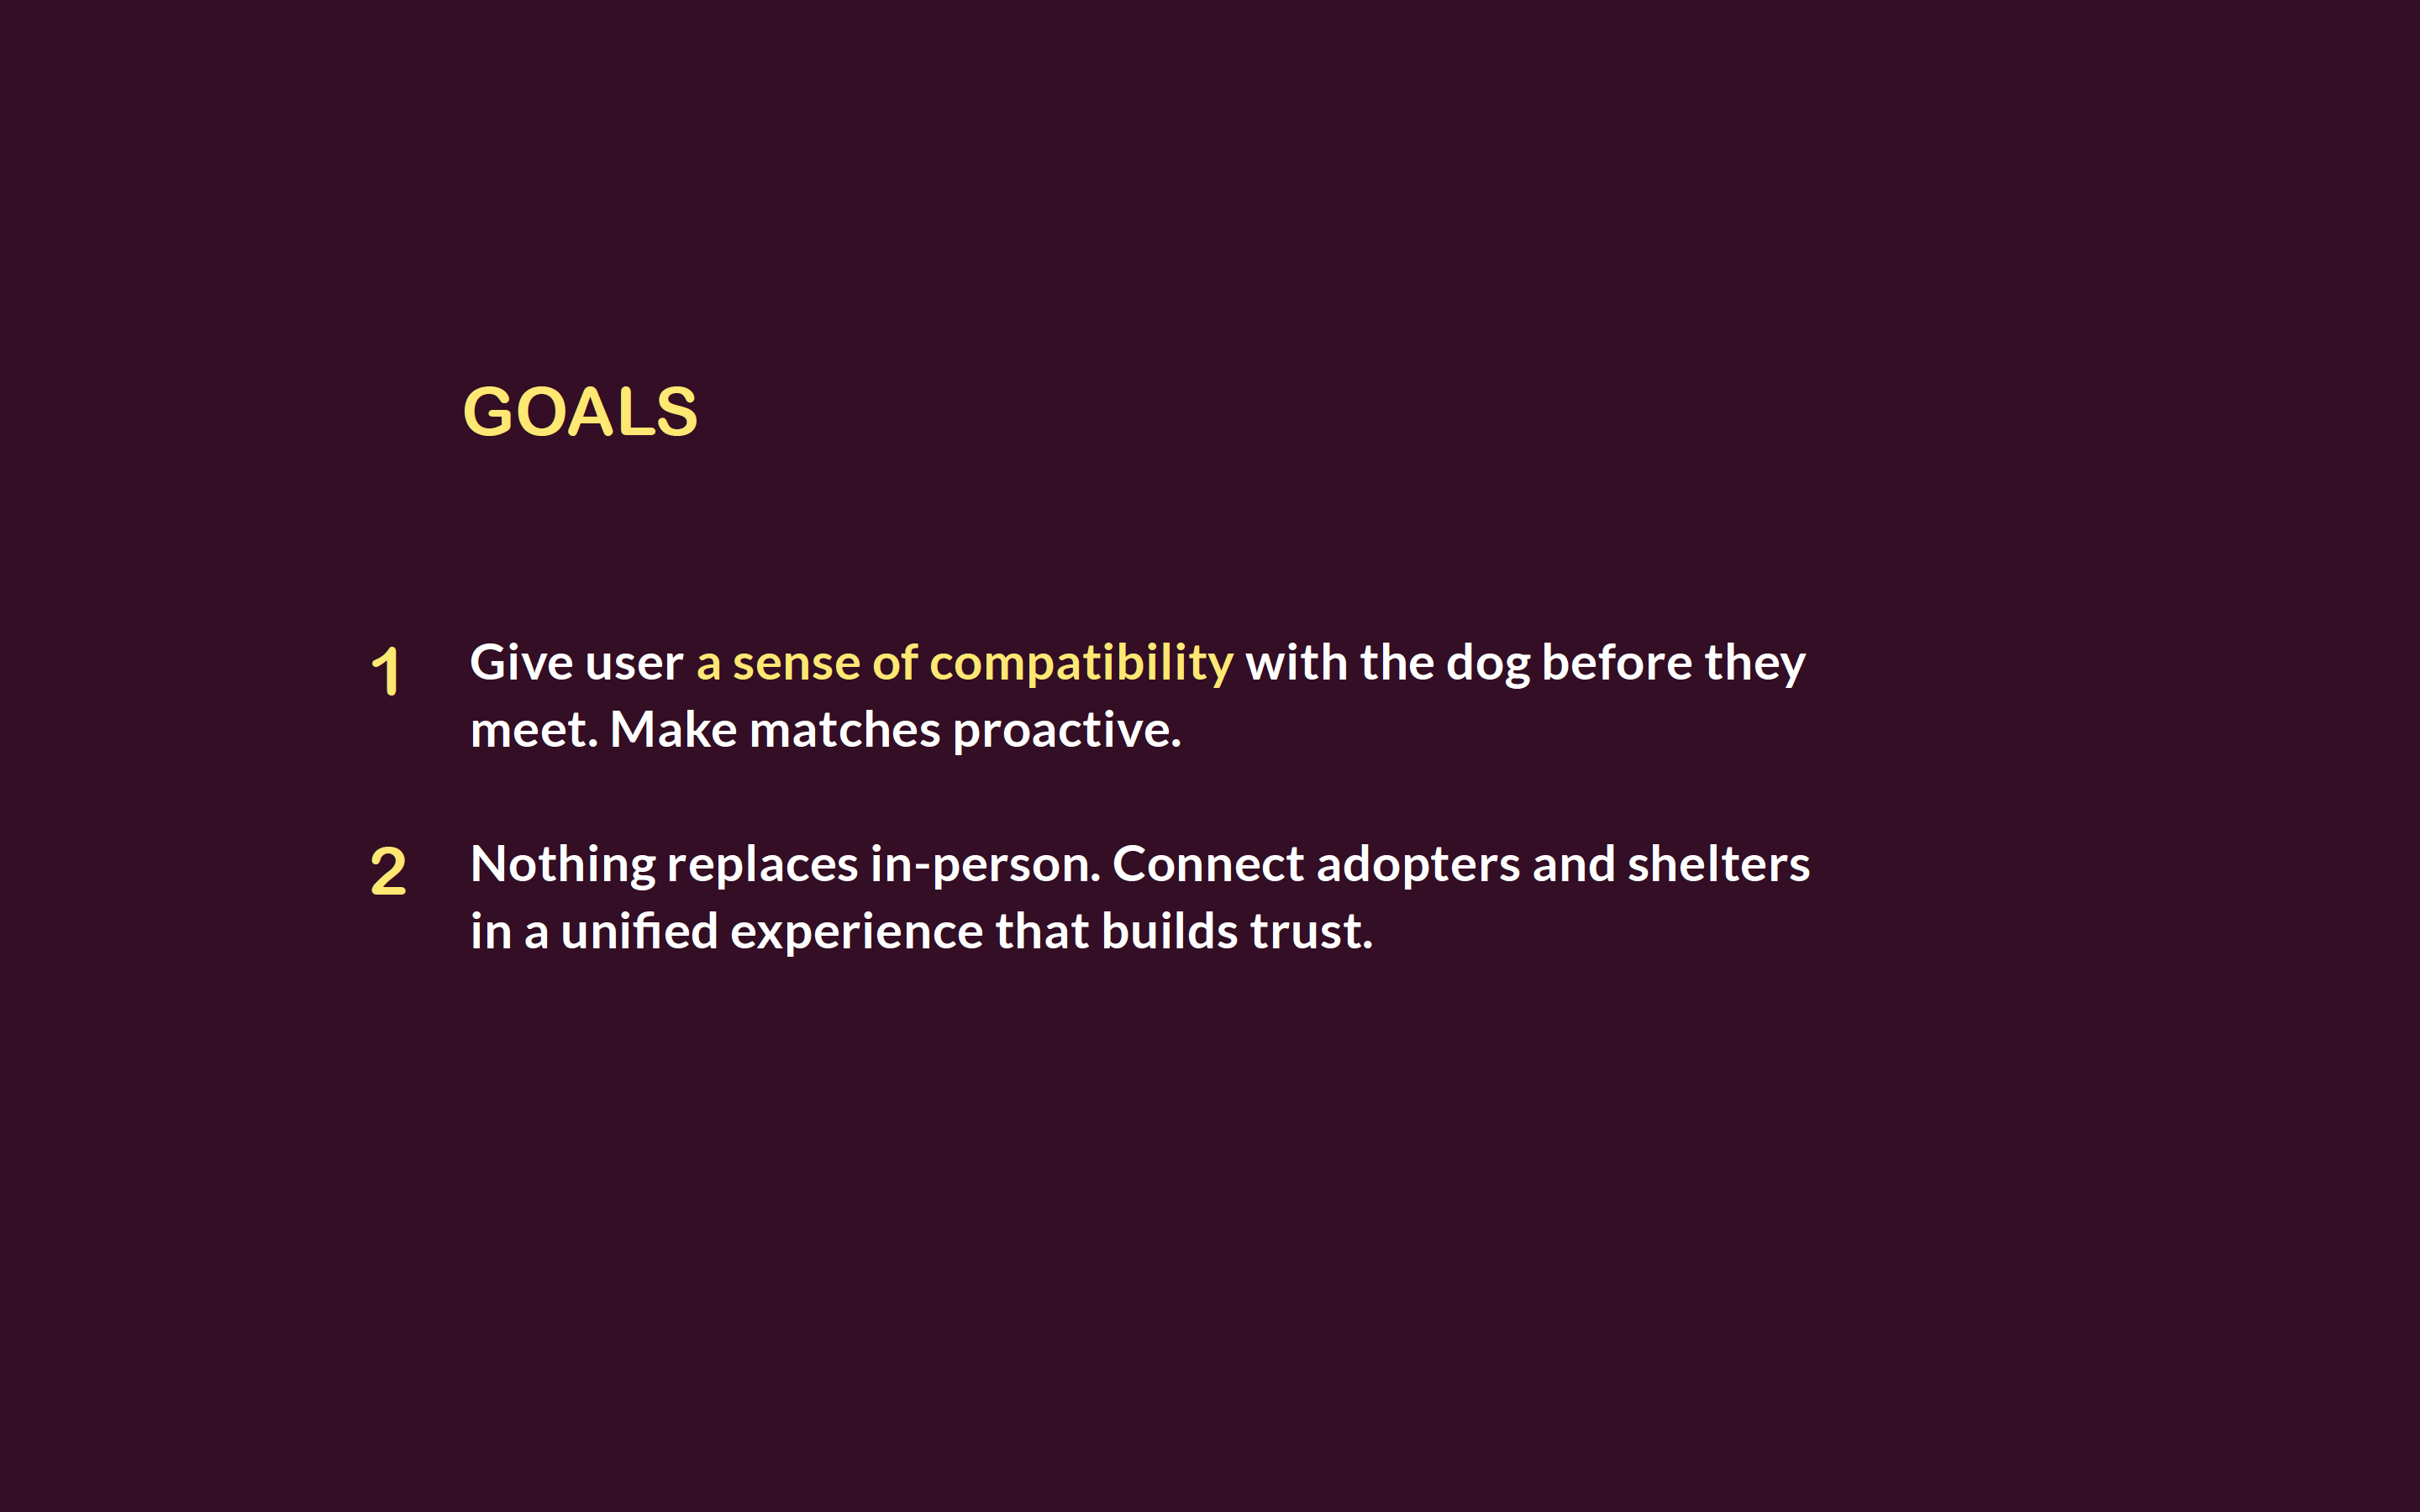 GOALS
1 Give user a sense of compatibility with the dog before they
meet. Make matches proactive.
2 Nothing replaces in-person. Connect adopters and shelters
in a unified experience that builds trust.